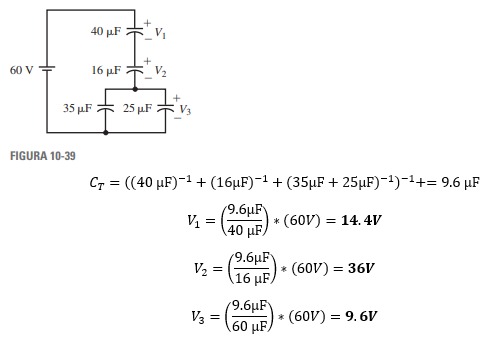 40 µF + – V₁
60 V 16 µF + – V₂
35 µF 25 µF + – V₃
FIGURA 10-39
C_T = ((40 µF)⁻¹ + (16µF)⁻¹ + (35µF + 25µF)⁻¹)⁻¹+= 9.6 µF
V₁ = (9.6µF / 40 µF) * (60V) = 14.4V
V₂ = (9.6µF / 16 µF) * (60V) = 36V
V₃ = (9.6µF / 60 µF) * (60V) = 9.6V